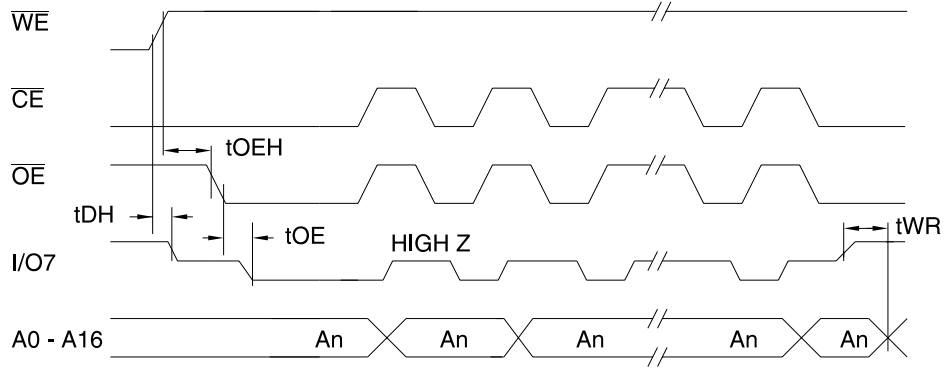 WE
CE
tOEH
OE
tDH
tOE
HIGH Z
tWR
I/O7
A0 - A16
An
An
An
An
An